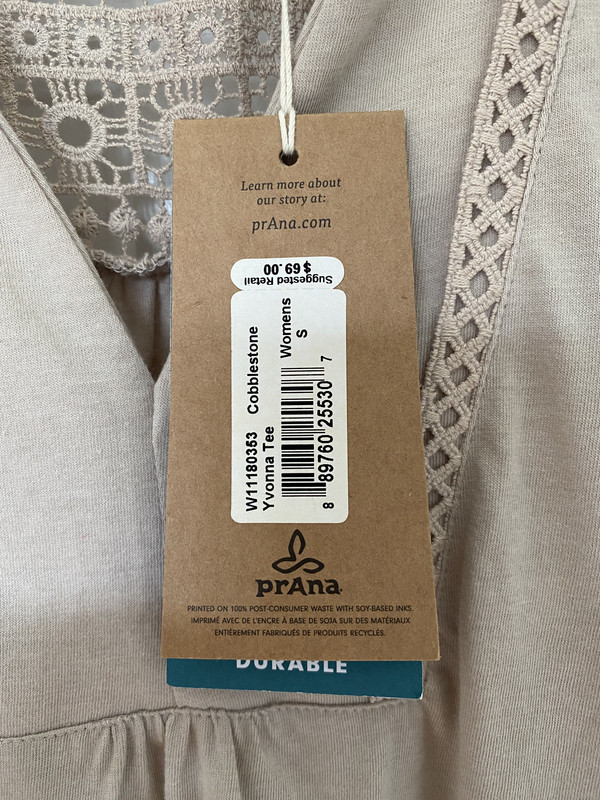 Learn more about
our story at:
prAna.com
Suggested Retail
$ 69.00
W11180353 Cobblestone
Yvonna Tee Womens
S
8 89760 25530 7
prAna
PRINTED ON 100% POST-CONSUMER WASTE WITH SOY-BASED INKS.
IMPRIMÉ AVEC DE L'ENCRE À BASE DE SOJA SUR DES MATÉRIAUX
ENTIÈREMENT FABRIQUÉS DE PRODUITS RECYCLÉS.
DURABLE